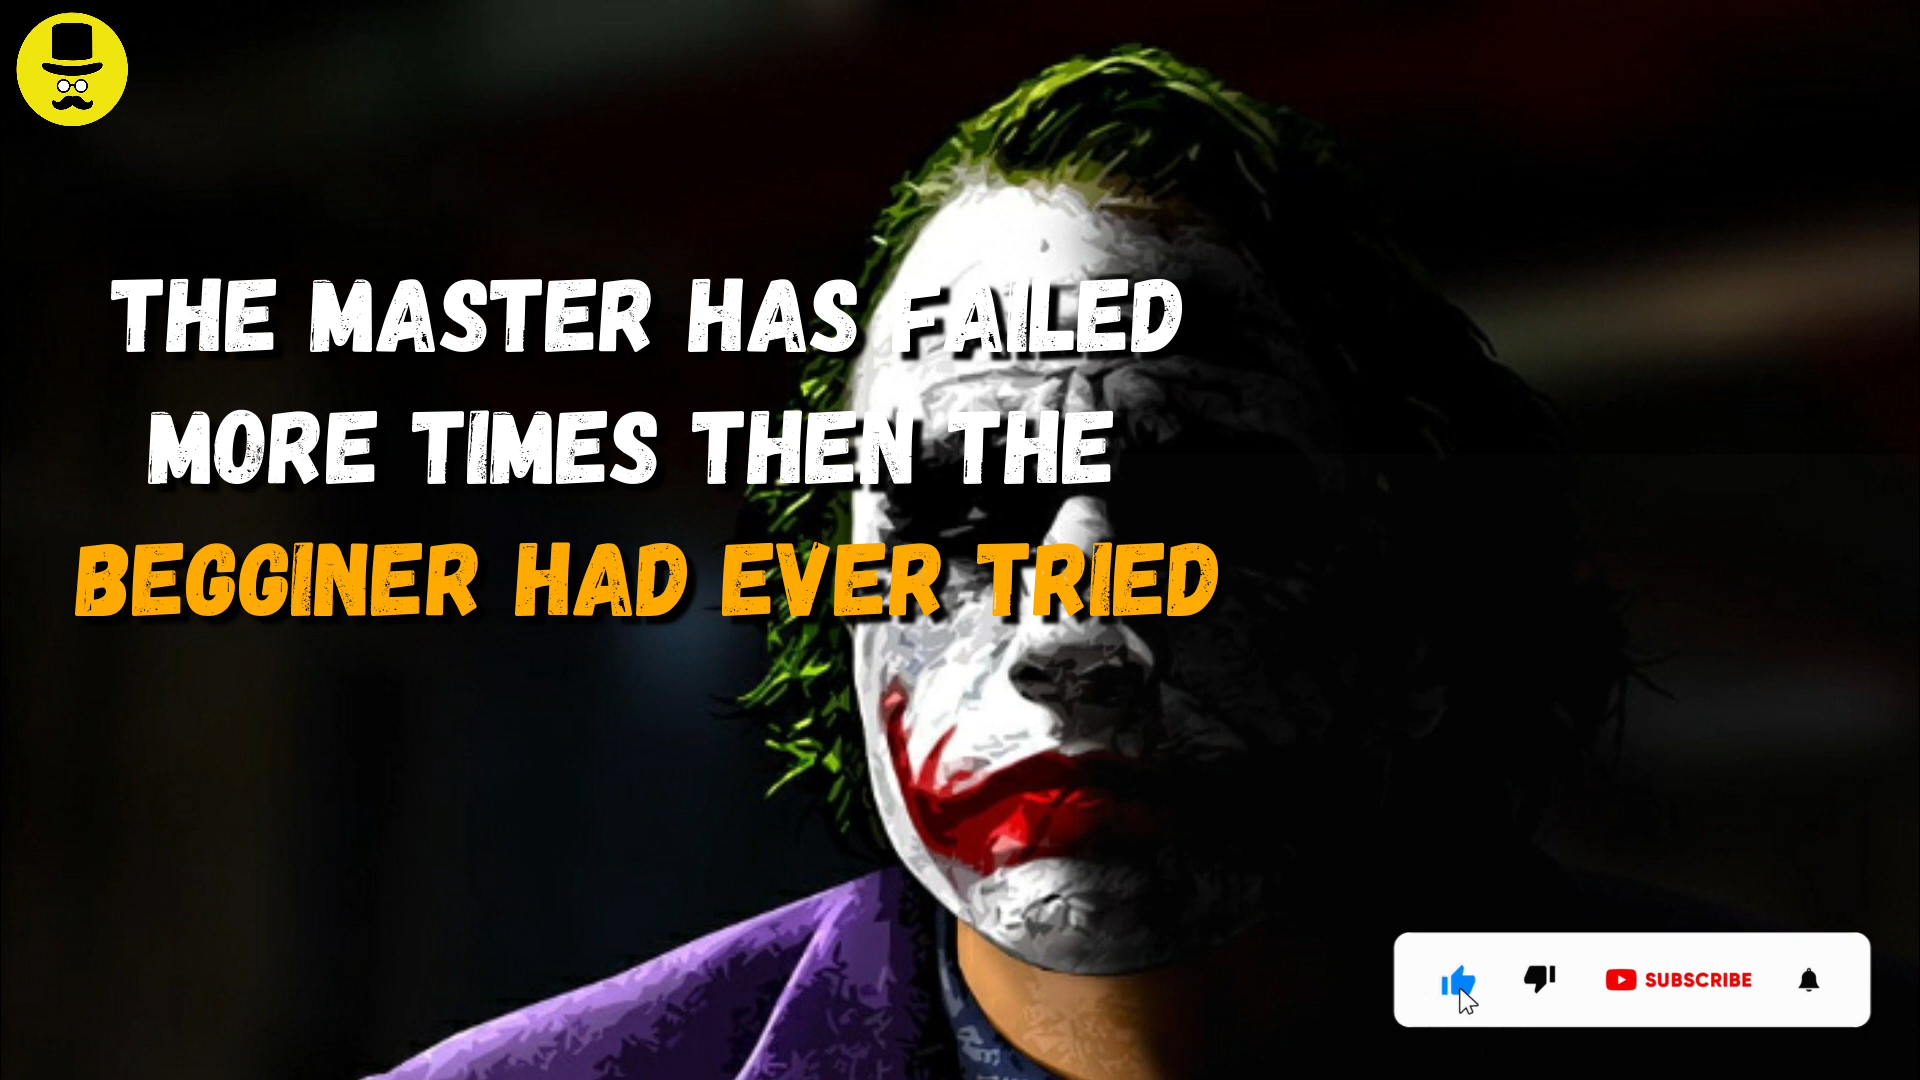 THE MASTER HAS FAILED
MORE TIMES THEN THE
BEGGINER HAD EVER TRIED
SUBSCRIBE